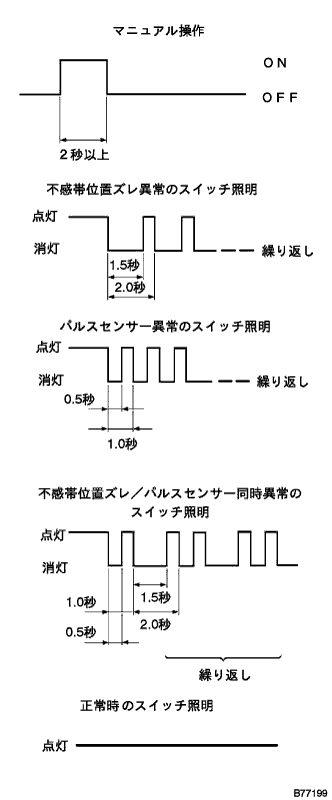 マニュアル操作
ON
OFF
2秒以上
不感帯位置ズレ異常のスイッチ照明
点灯
消灯
繰り返し
1.5秒
2.0秒
パルスセンサー異常のスイッチ照明
点灯
消灯
繰り返し
0.5秒
1.0秒
不感帯位置ズレ／パルスセンサー同時異常の
スイッチ照明
点灯
消灯
1.0秒
1.5秒
2.0秒
0.5秒
繰り返し
正常時のスイッチ照明
点灯
B77199